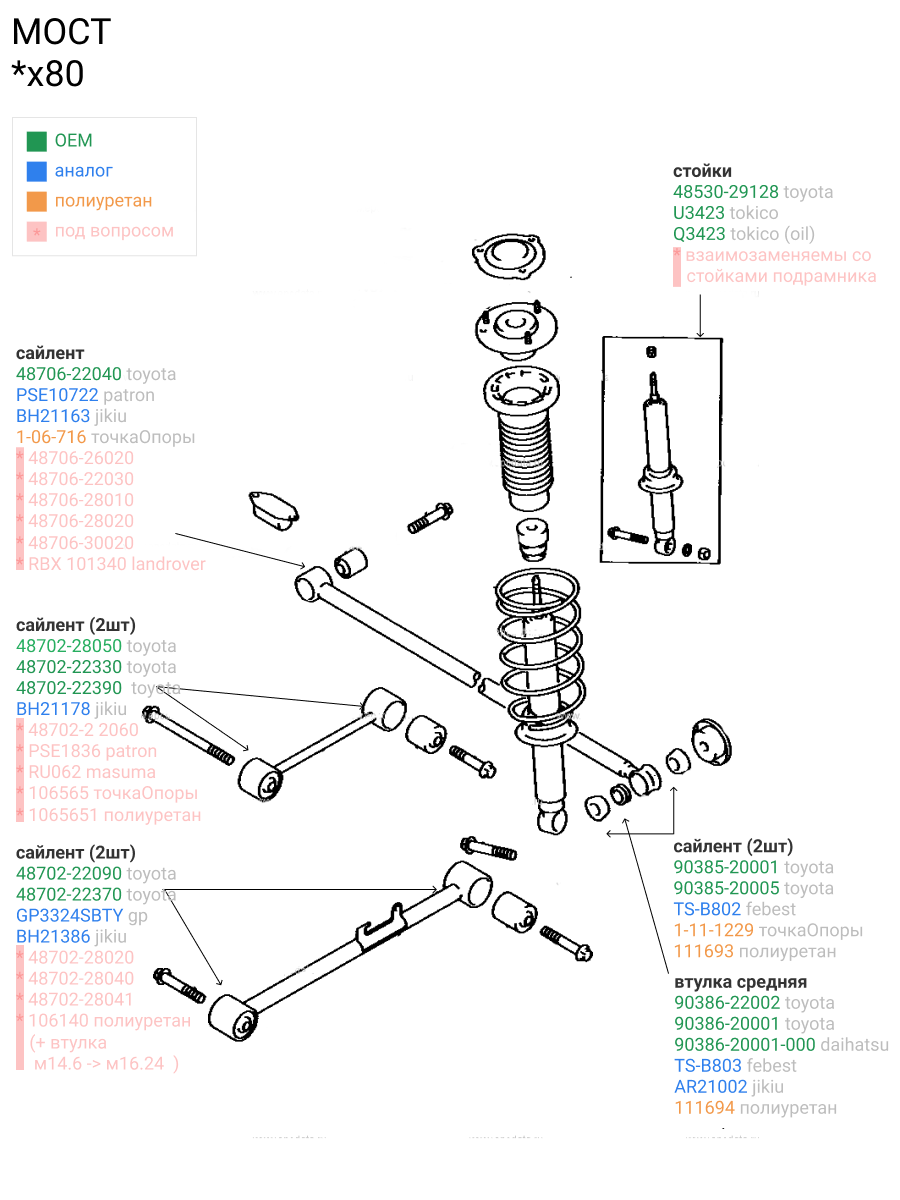 МОСТ
*x80
OEM
аналог
полиуретан
* под вопросом
стойки
48530-29128 toyota
U3423 tokico
Q3423 tokico (oil)
* взаимозаменяемы со
стойками подрамника
сайлент
48706-22040 toyota
PSE10722 patron
BH21163 jikiu
1-06-716 точкаОпоры
* 48706-26020
* 48706-22030
* 48706-28010
* 48706-28020
* 48706-30020
* RBX 101340 landrover
сайлент (2шт)
48702-28050 toyota
48702-22330 toyota
48702-22390 toyota
BH21178 jikiu
* 48702-2 2060
* PSE1836 patron
* RU062 masuma
* 106565 точкаОпоры
* 1065651 полиуретан
сайлент (2шт)
48702-22090 toyota
48702-22370 toyota
GP3324SBTY gp
BH21386 jikiu
* 48702-28020
* 48702-28040
* 48702-28041
* 106140 полиуретан
(+ втулка
м14.6 -> м16.24 )
сайлент (2шт)
90385-20001 toyota
90385-20005 toyota
TS-B802 febest
1-11-1229 точкаОпоры
111693 полиуретан
втулка средняя
90386-22002 toyota
90386-20001 toyota
90386-20001-000 daihatsu
TS-B803 febest
AR21002 jikiu
111694 полиуретан